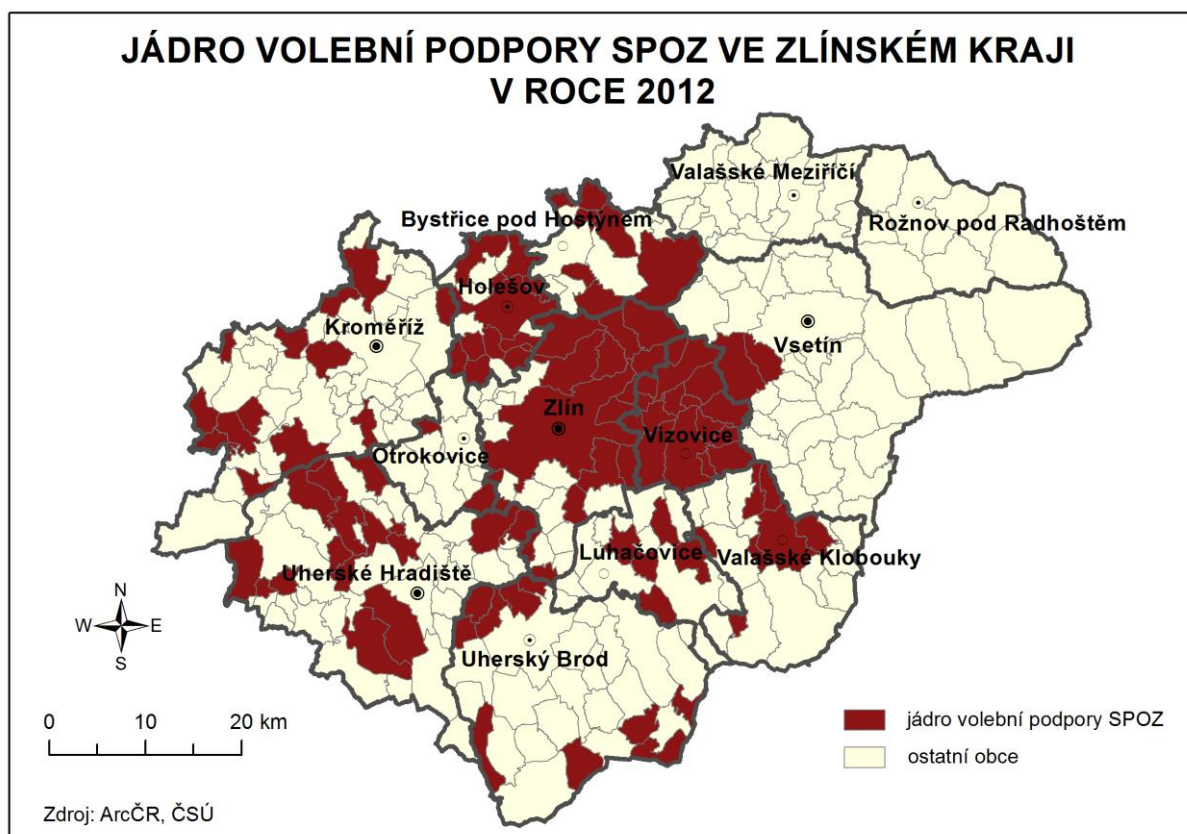 JÁDRO VOLEBNÍ PODPORY SPOZ VE ZLÍNSKÉM KRAJI
V ROCE 2012
Valašské Meziříčí
Bystřice pod Hostýnem
Rožnov pod Radhoštěm
Holešov
Kroměříž
Vsetín
Zlín
Vizovice
Otrokovice
Luhačovice
Valašské Klobouky
Uherské Hradiště
N
W E
S
Uherský Brod
0 10 20 km
jádro volební podpory SPOZ
ostatní obce
Zdroj: ArcČR, ČSÚ